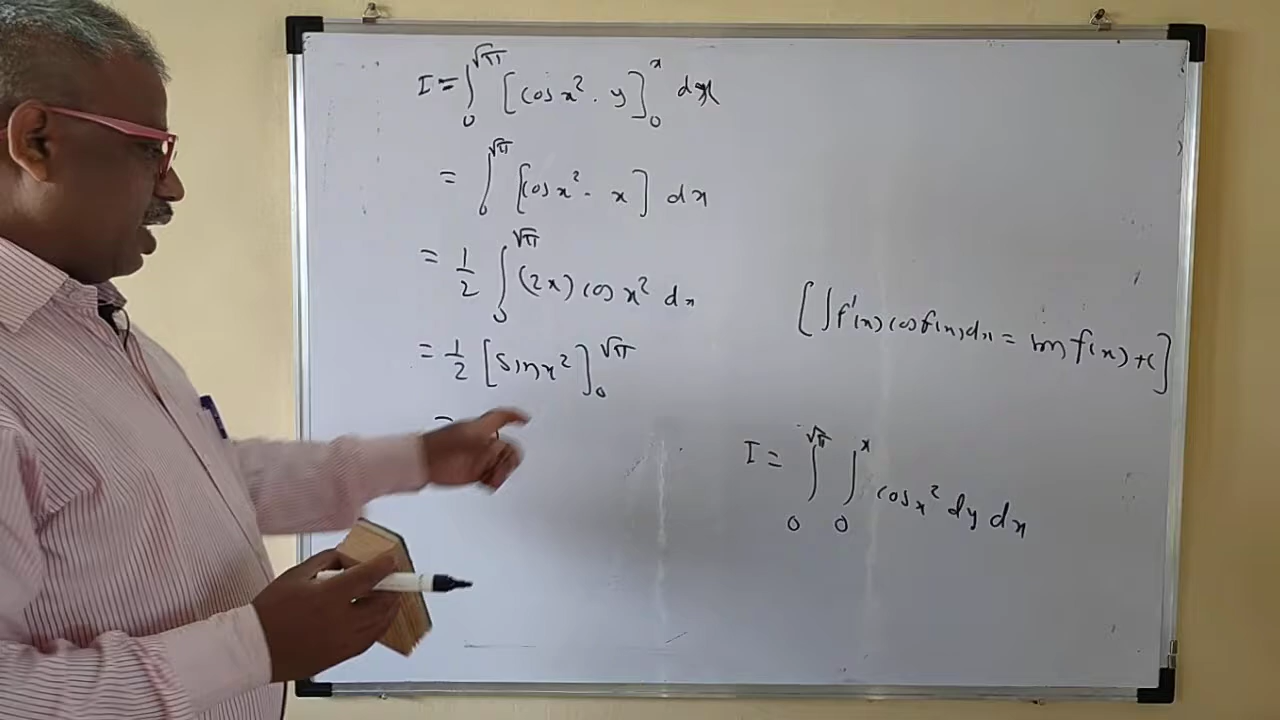 I = ∫₀^√π [cos x² · y]₀^x dx
= ∫₀^√π [cos x² · x] dx
= 1/2 ∫₀^√π (2x) cos x² dx
= 1/2 [sin x²]₀^√π
=
[∫f'(x) cos f(x) dx = sin f(x) + c]
I = ∫₀^√π ∫₀^x cos x² dy dx